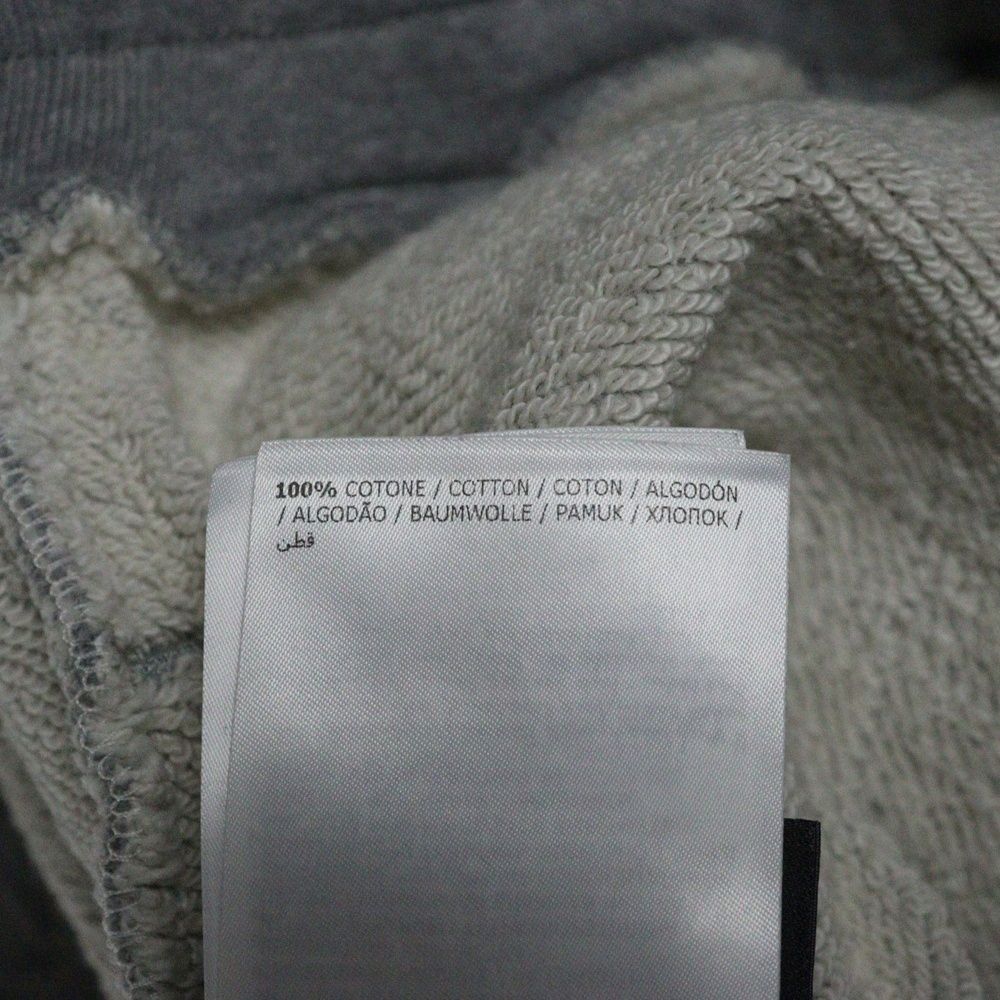 100% COTONE / COTTON / COTON / ALGODÓN
/ ALGODÃO / BAUMWOLLE / PAMUK / ХЛОПОК /
قطن